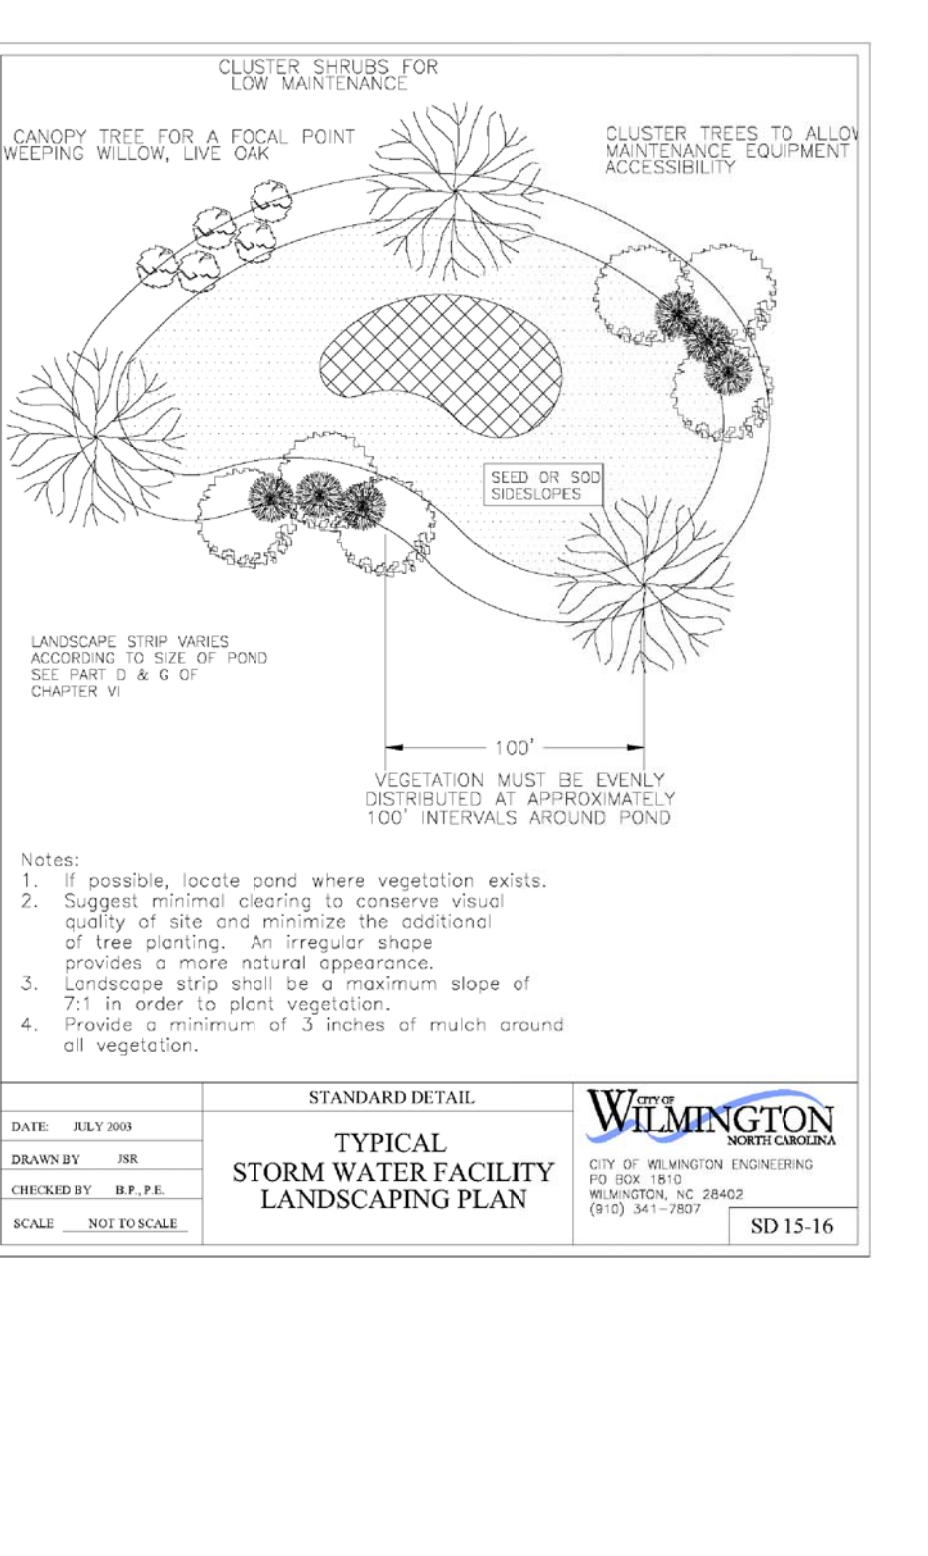 CLUSTER SHRUBS FOR
LOW MAINTENANCE
CANOPY TREE FOR A FOCAL POINT
WEEPING WILLOW, LIVE OAK
CLUSTER TREES TO ALLOW
MAINTENANCE EQUIPMENT
ACCESSIBILITY
SEED OR SOD
SIDESLOPES
LANDSCAPE STRIP VARIES
ACCORDING TO SIZE OF POND
SEE PART D & G OF
CHAPTER VI
100'
VEGETATION MUST BE EVENLY
DISTRIBUTED AT APPROXIMATELY
100' INTERVALS AROUND POND
Notes:
1. If possible, locate pond where vegetation exists.
2. Suggest minimal clearing to conserve visual
quality of site and minimize the additional
of tree planting. An irregular shape
provides a more natural appearance.
3. Landscape strip shall be a maximum slope of
7:1 in order to plant vegetation.
4. Provide a minimum of 3 inches of mulch around
all vegetation.
DATE: JULY 2003
DRAWN BY JSR
CHECKED BY B.P., P.E.
SCALE NOT TO SCALE
STANDARD DETAIL
TYPICAL
STORM WATER FACILITY
LANDSCAPING PLAN
CITY OF
WILMINGTON
NORTH CAROLINA
CITY OF WILMINGTON ENGINEERING
PO BOX 1810
WILMINGTON, NC 28402
(910) 341-7807
SD 15-16